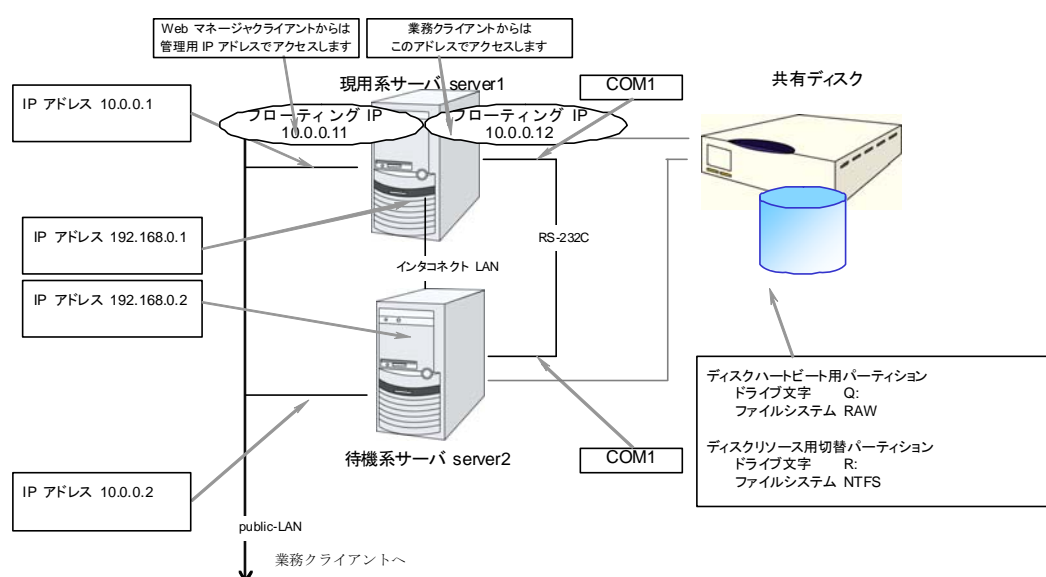 Web マネージャクライアントからは
管理用 IP アドレスでアクセスします
業務クライアントからは
このアドレスでアクセスします
現用系サーバ server1
COM1
共有ディスク
IP アドレス 10.0.0.1
フローティング IP
10.0.0.11
フローティング IP
10.0.0.12
IP アドレス 192.168.0.1
RS-232C
インタコネクト LAN
IP アドレス 192.168.0.2
ディスクハートビート用パーティション
ドライブ文字 Q:
ファイルシステム RAW
ディスクリソース用切替パーティション
ドライブ文字 R:
ファイルシステム NTFS
待機系サーバ server2
COM1
IP アドレス 10.0.0.2
public-LAN
業務クライアントへ